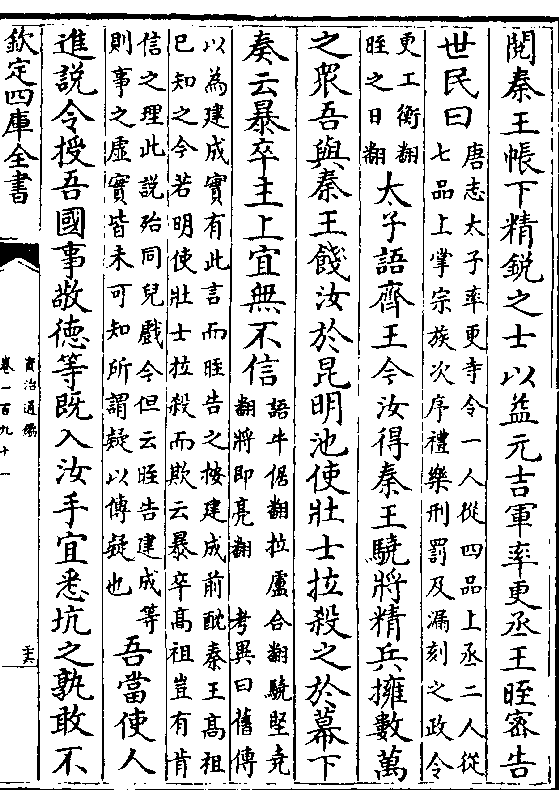 閱秦王帳下精鋭之士以益元吉軍率更丞王晊密告
世民曰唐志太子率更寺令一人從四品上丞二人從
七品上掌宗族次序禮樂刑罰及漏刻之政令
更工衡翻
晊之日翻太子語齊王今汝得秦王驍將精兵擁數萬
之衆吾與秦王餞汝於昆明池使壯士拉殺之於幕下
奏云暴卒主上宜無不信語牛倨翻拉盧合翻驍堅堯
翻將即亮翻 考異曰舊傳
以為建成實有此言而晊告之按建成前酖秦王高祖
已知之今若明使壯士拉殺而欺云暴卒高祖豈有肯
信之理此説殆同兒戲今但云晊告建成等
則事之虚實皆未可知所謂疑以傳疑也吾當使人
進説令授吾國事敬德等既入汝手宜悉坑之孰敢不
欽定四庫全書
資治通鑑
卷一百九十一